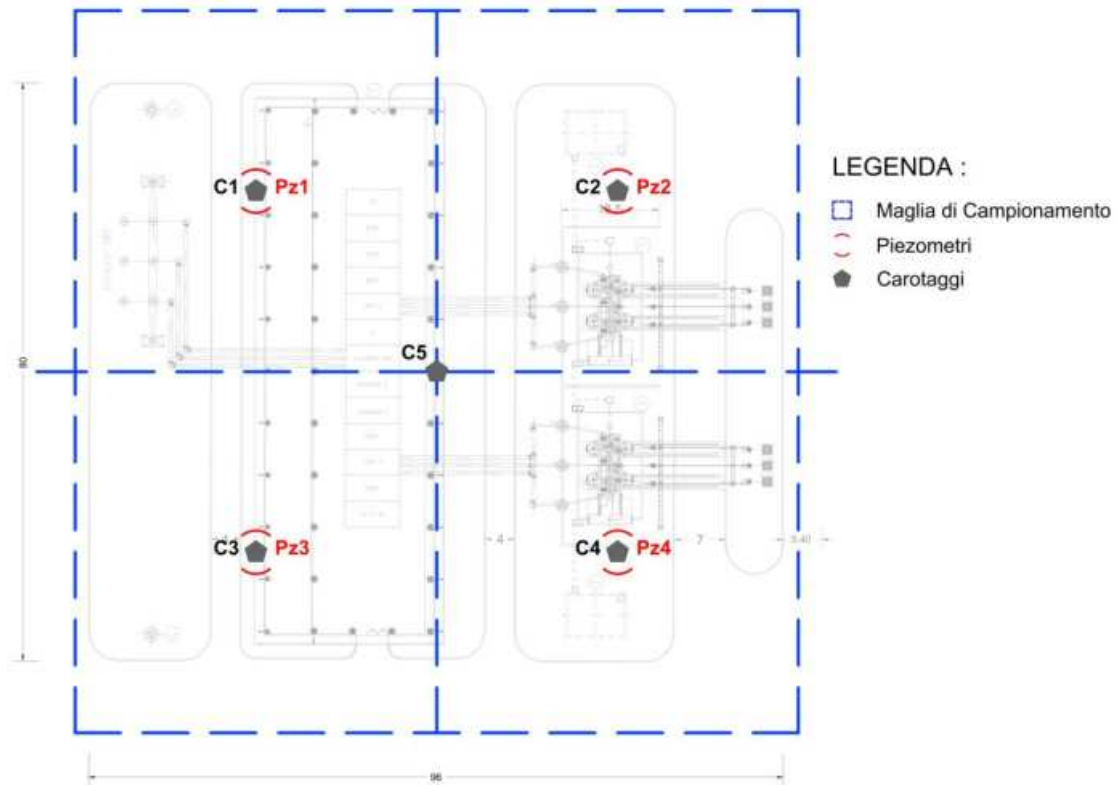 C1 Pz1
C2 Pz2
C5
C3 Pz3
C4 Pz4
80
4
7
3.40
96
LEGENDA :
Maglia di Campionamento
Piezometri
Carotaggi